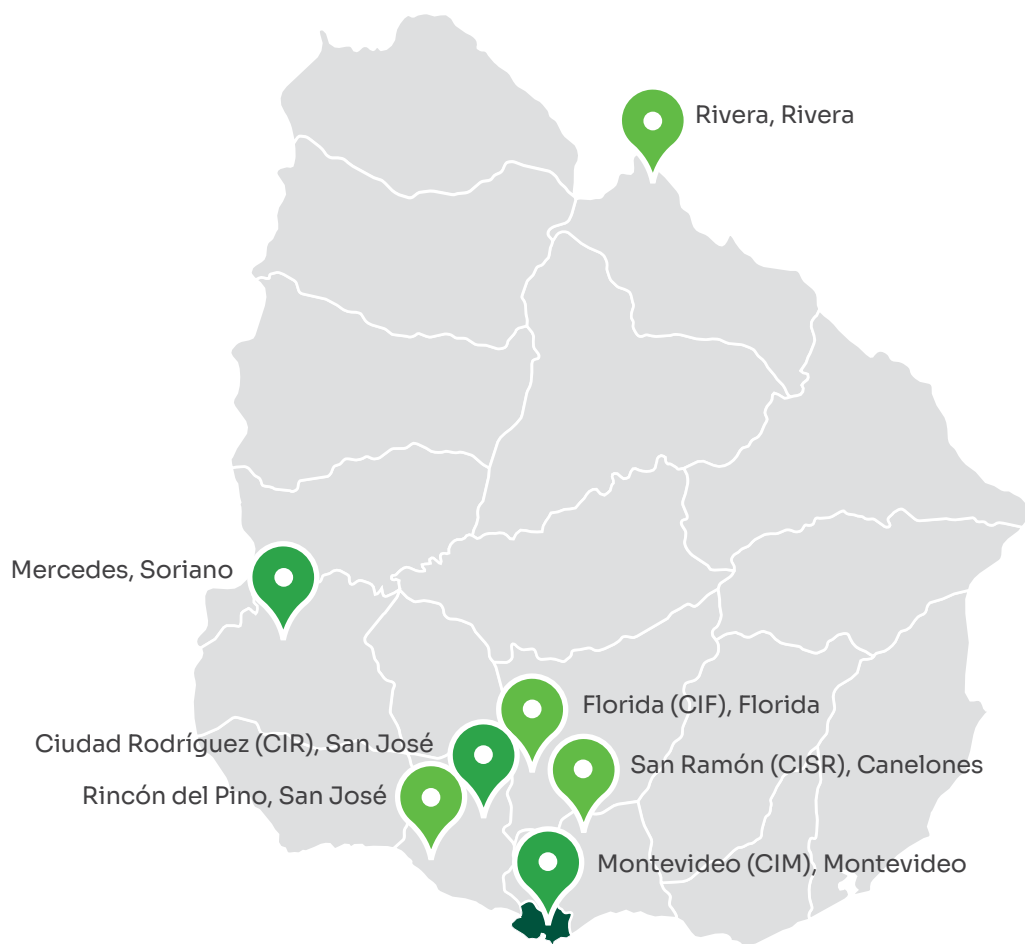 Rivera, Rivera
Mercedes, Soriano
Florida (CIF), Florida
Ciudad Rodríguez (CIR), San José
San Ramón (CISR), Canelones
Rincón del Pino, San José
Montevideo (CIM), Montevideo